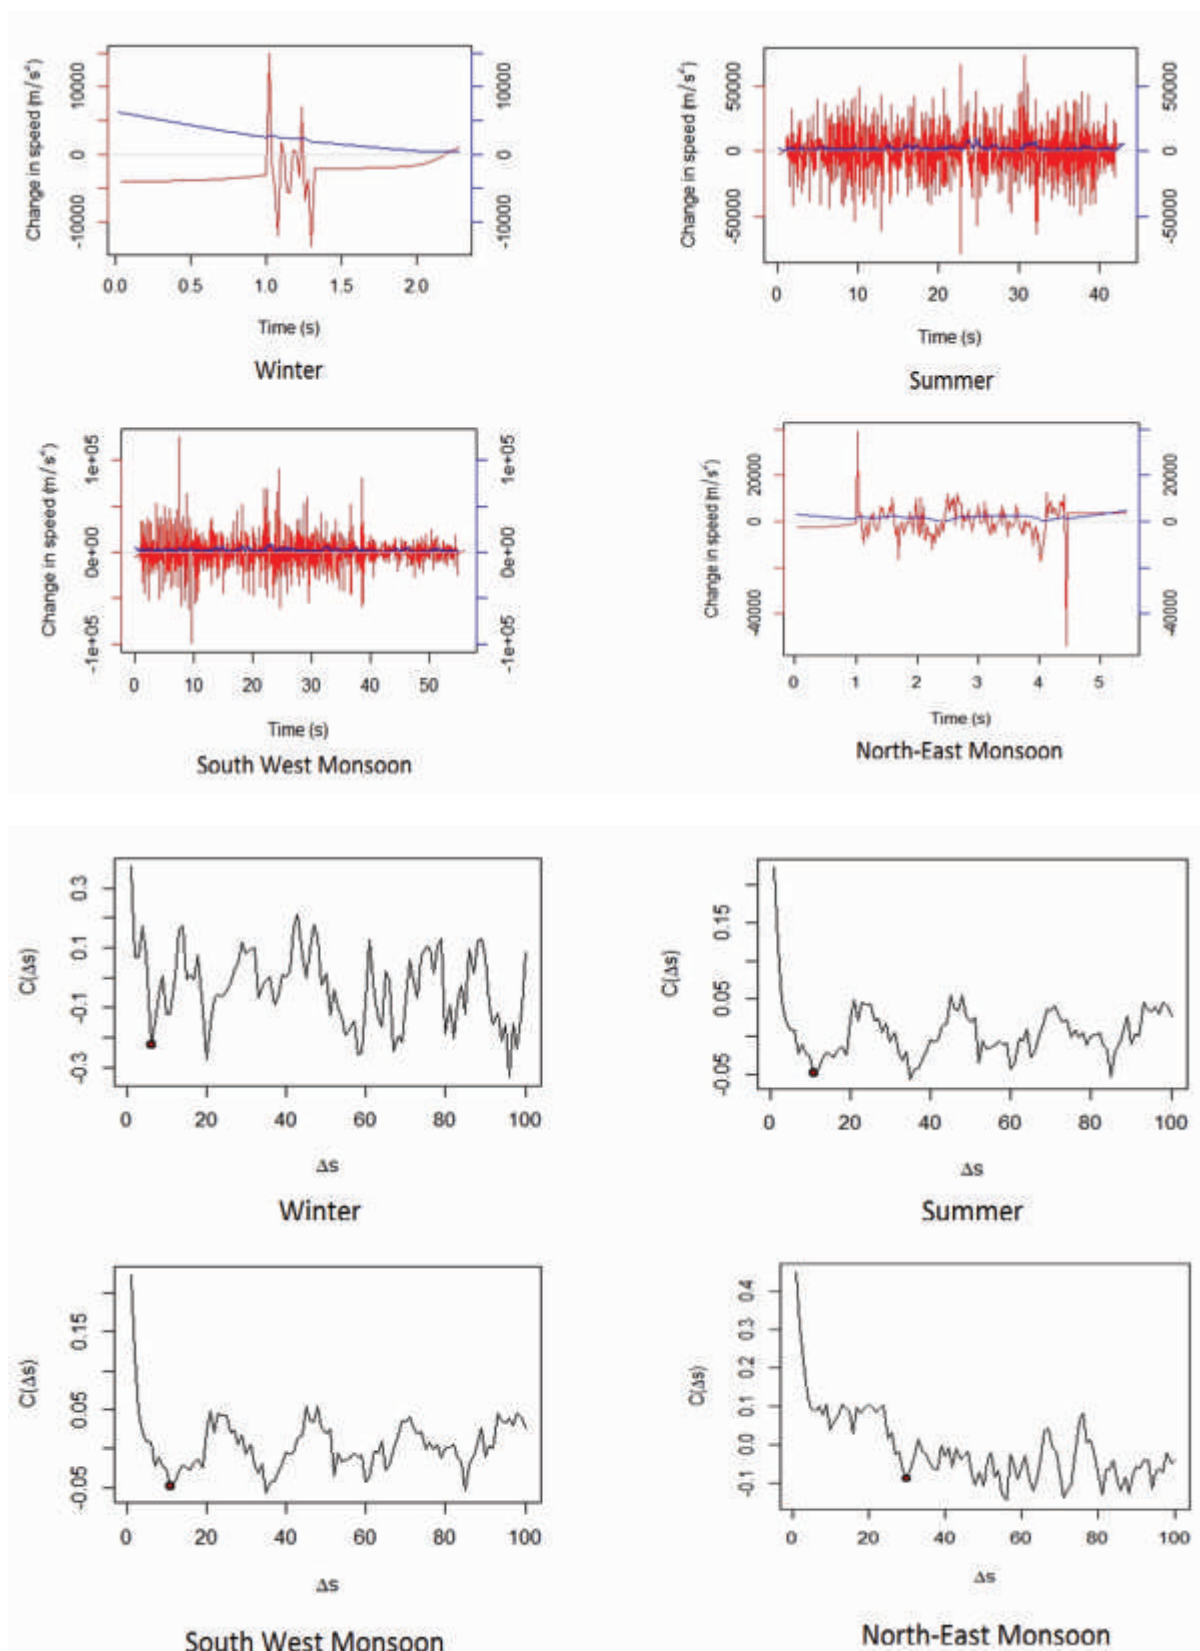 Change in speed (m/s²)
10000
0
-10000
10000
0
-10000
0.0 0.5 1.0 1.5 2.0
Time (s)
Winter
Change in speed (m/s²)
50000
0
-50000
50000
0
-50000
0 10 20 30 40
Time (s)
Summer
Change in speed (m/s²)
1e+05
0e+00
-1e+05
1e+05
0e+00
-1e+05
0 10 20 30 40 50
Time (s)
South West Monsoon
Change in speed (m/s²)
20000
0
-40000
20000
0
-40000
0 1 2 3 4 5
Time (s)
North-East Monsoon
C(Δs)
0.3
0.1
-0.1
-0.3
0 20 40 60 80 100
Δs
Winter
C(Δs)
0.15
0.05
-0.05
0 20 40 60 80 100
Δs
Summer
C(Δs)
0.15
0.05
-0.05
0 20 40 60 80 100
Δs
South West Monsoon
C(Δs)
0.4
0.3
0.2
0.1
0.0
-0.1
0 20 40 60 80 100
Δs
North-East Monsoon